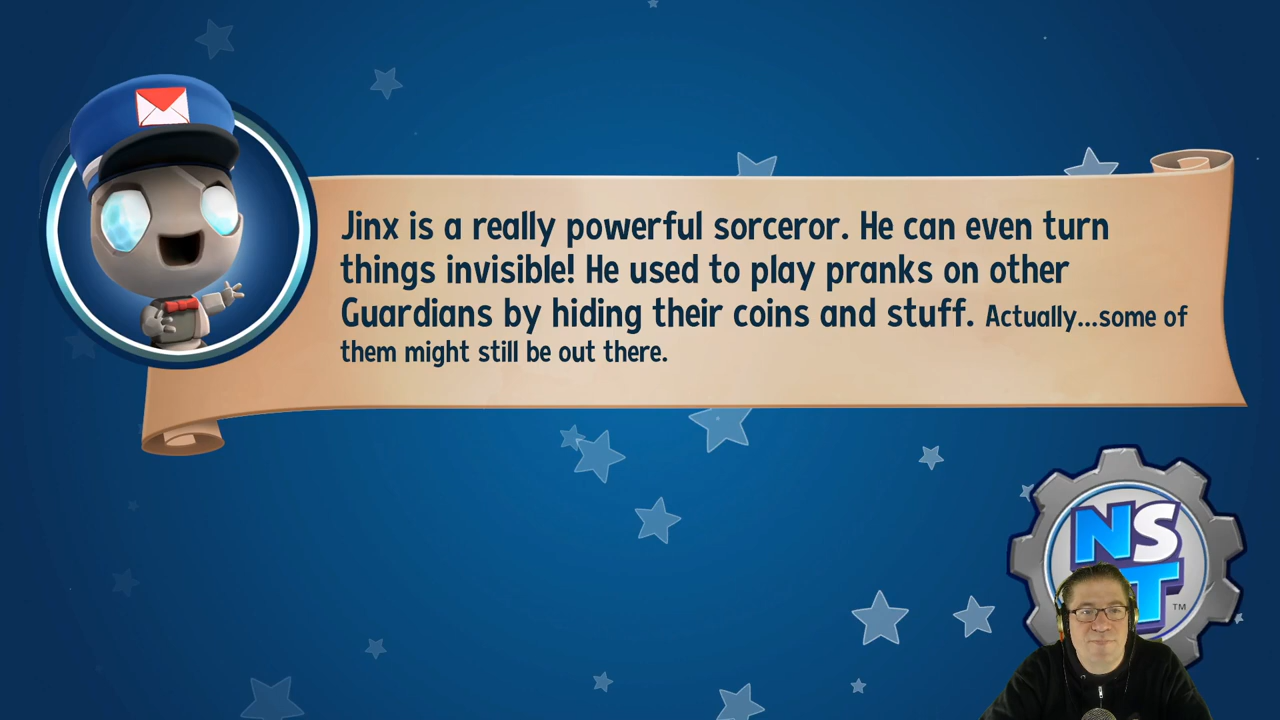 Jinx is a really powerful sorceror. He can even turn
things invisible! He used to play pranks on other
Guardians by hiding their coins and stuff. Actually...some of
them might still be out there.
NS
T TM